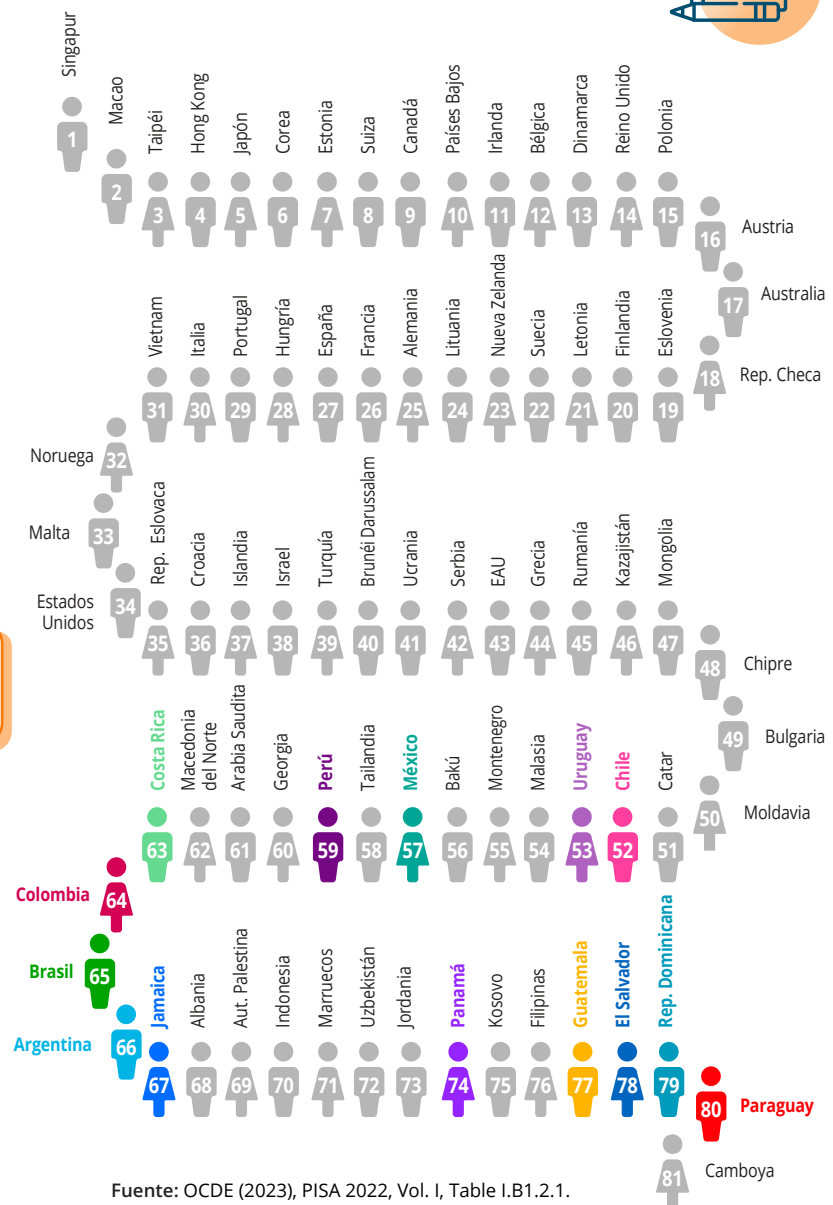 Singapur
1
Macao
2
Taipéi
3
Hong Kong
4
Japón
5
Corea
6
Estonia
7
Suiza
8
Canadá
9
Países Bajos
10
Irlanda
11
Bélgica
12
Dinamarca
13
Reino Unido
14
Polonia
15
Austria
16
Australia
17
Rep. Checa
18
Eslovenia
19
Finlandia
20
Letonia
21
Suecia
22
Nueva Zelanda
23
Lituania
24
Alemania
25
Francia
26
España
27
Hungría
28
Portugal
29
Italia
30
Vietnam
31
Noruega
32
Malta
33
Estados
Unidos
34
Rep. Eslovaca
35
Croacia
36
Islandia
37
Israel
38
Turquía
39
Brunéi Darussalam
40
Ucrania
41
Serbia
42
EAU
43
Grecia
44
Rumanía
45
Kazajistán
46
Mongolia
47
Chipre
48
Bulgaria
49
Moldavia
50
Catar
51
Chile
52
Uruguay
53
Malasia
54
Montenegro
55
Bakú
56
México
57
Tailandia
58
Perú
59
Georgia
60
Arabia Saudita
61
Macedonia
del Norte
62
Costa Rica
63
Colombia
64
Brasil
65
Argentina
66
Jamaica
67
Albania
68
Aut. Palestina
69
Indonesia
70
Marruecos
71
Uzbekistán
72
Jordania
73
Panamá
74
Kosovo
75
Filipinas
76
Guatemala
77
El Salvador
78
Rep. Dominicana
79
Paraguay
80
Camboya
81
Fuente: OCDE (2023), PISA 2022, Vol. I, Table I.B1.2.1.